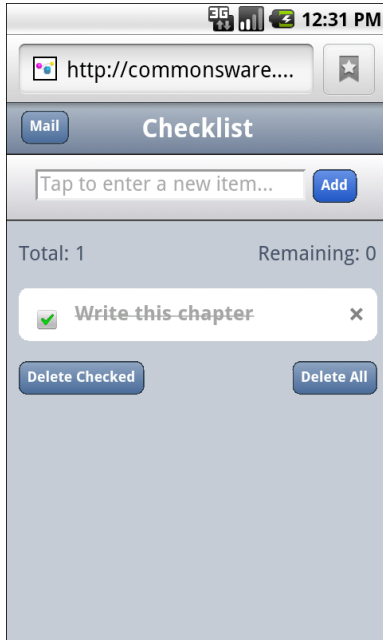 3G 12:31 PM
http://commonsware....
Mail Checklist
Tap to enter a new item... Add
Total: 1 Remaining: 0
Write this chapter ×
Delete Checked Delete All